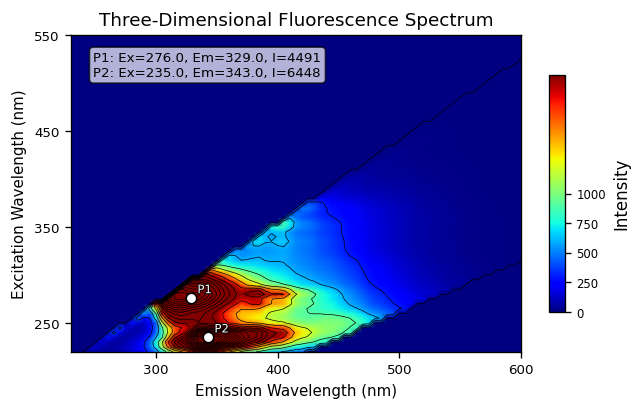 Three-Dimensional Fluorescence Spectrum
P1: Ex=276.0, Em=329.0, I=4491
P2: Ex=235.0, Em=343.0, I=6448
550
450
350
250
Excitation Wavelength (nm)
P1
P2
300
400
500
600
Emission Wavelength (nm)
1000
750
500
250
0
Intensity